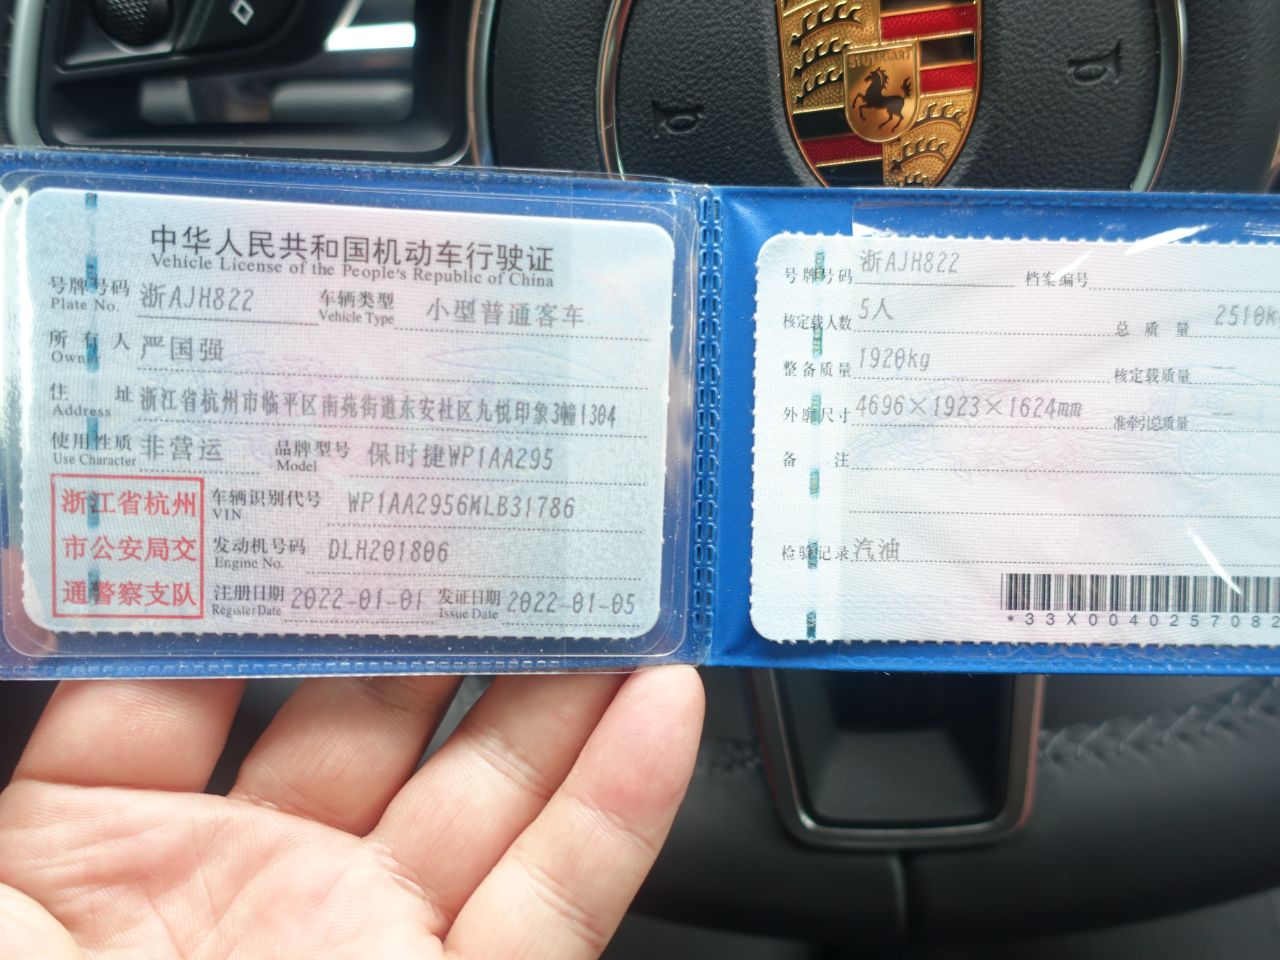 STUTTGART
中华人民共和国机动车行驶证
Vehicle License of the People's Republic of China
号牌号码 浙AJH822 车辆类型 小型普通客车
Plate No. Vehicle Type
所有人 严国强
Owner
住址 浙江省杭州市临平区南苑街道东安社区九悦印象3幢1304
Address
使用性质 非营运 品牌型号 保时捷WP1AA295
Use Character Model
浙江省杭州
市公安局交
通警察支队
车辆识别代号 WP1AA2956MLB31786
VIN
发动机号码 DLH201806
Engine No.
注册日期 2022-01-01 发证日期 2022-01-05
Register Date Issue Date
号牌号码 浙AJH822 档案编号
核定载人数 5人 总质量 2510k
整备质量 1920kg 核定载质量 --
外廓尺寸 4696×1923×1624mm 准牵引总质量 --
备注
检验记录 汽油
*33X0040257082